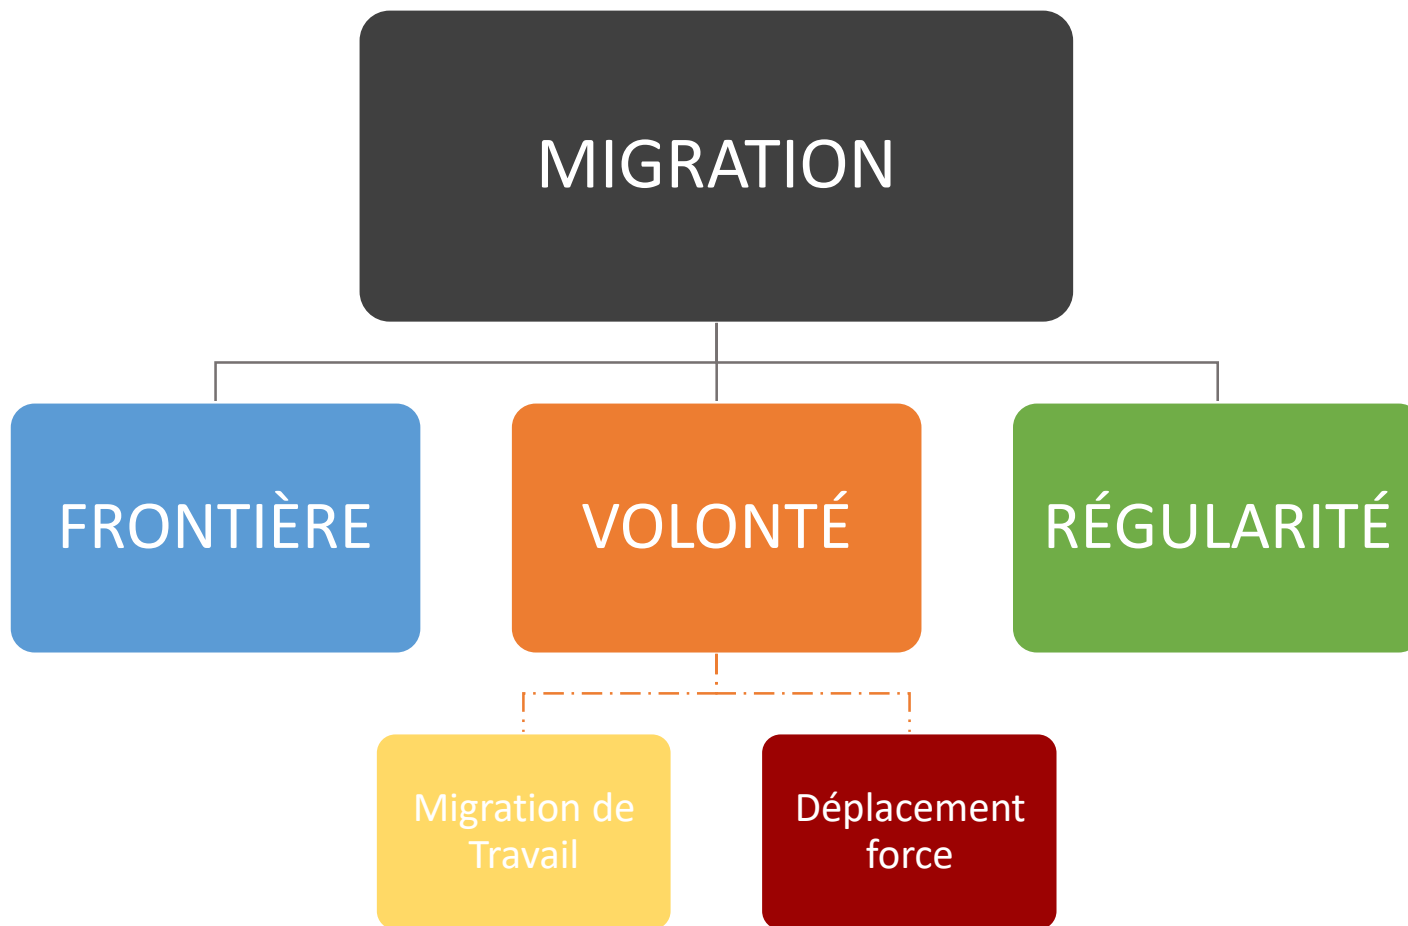 MIGRATION
FRONTIÈRE
VOLONTÉ
RÉGULARITÉ
Migration de
Travail
Déplacement
force